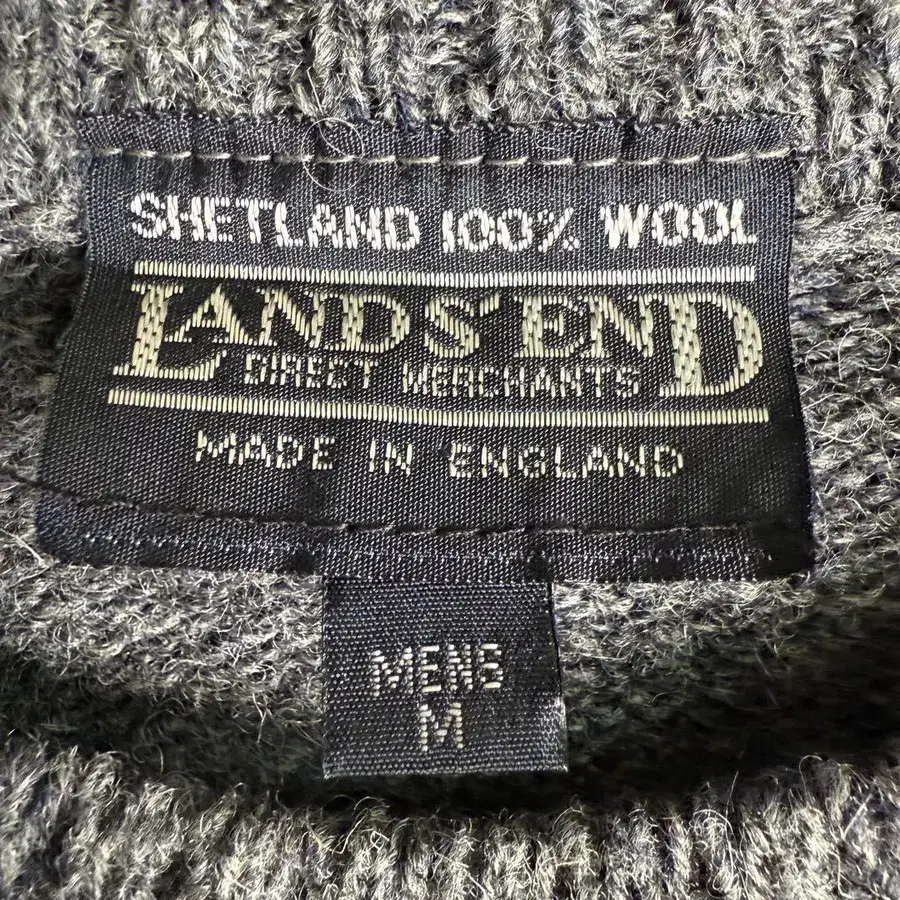 SHETLAND 100% WOOL
LANDS' END
DIRECT MERCHANTS
MADE IN ENGLAND
MENS
M